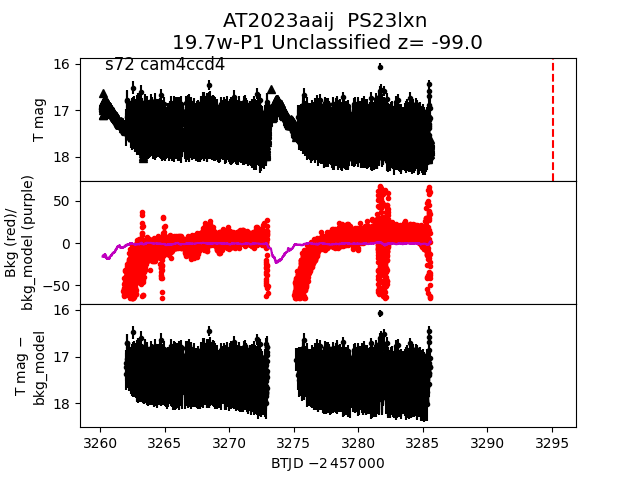 AT2023aaij  PS23lxn
19.7w-P1 Unclassified z= -99.0
s72 cam4ccd4
16
17
18
T mag
50
0
−50
Bkg (red)/
bkg_model (purple)
16
17
18
T mag −
bkg_model
3260 3265 3270 3275 3280 3285 3290 3295
BTJD −2 457 000